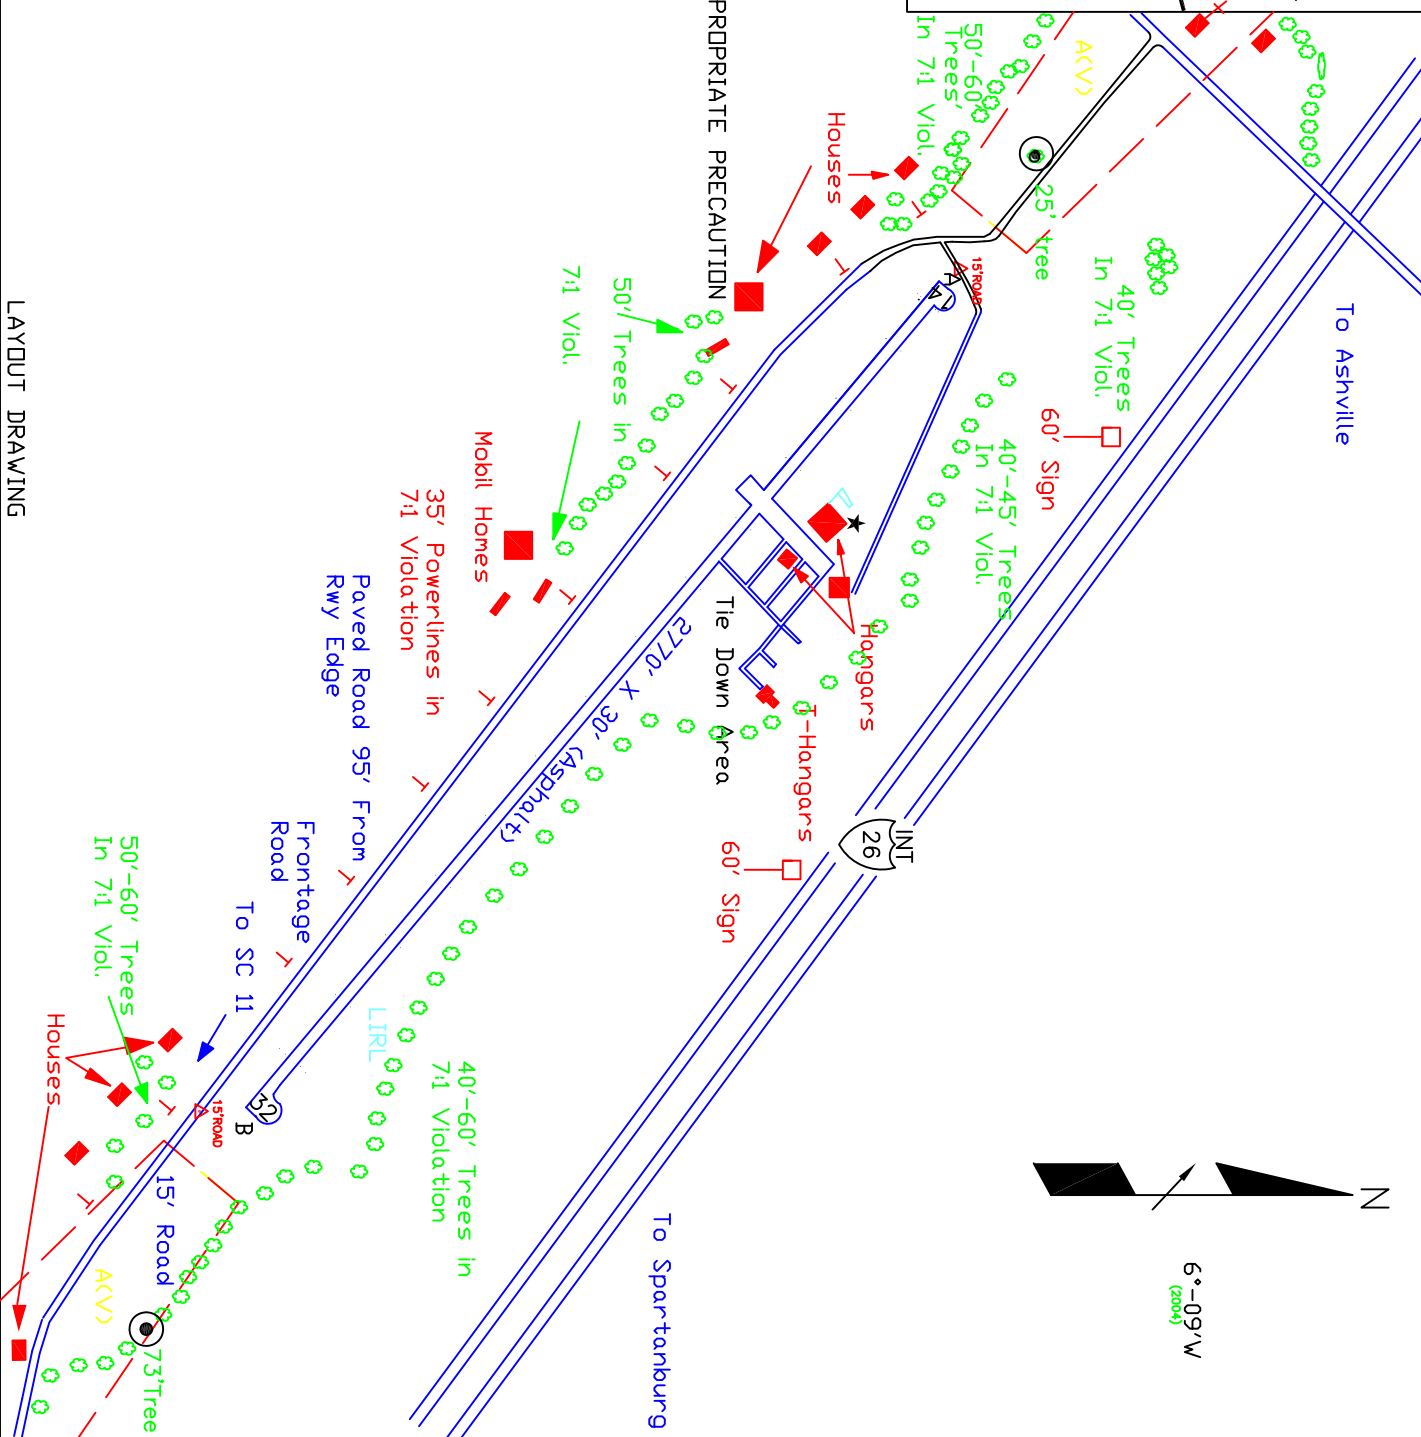 PROPRIATE PRECAUTION
LAYOUT DRAWING
50'-60'
Trees'
In 7:1 Viol.
A(V)
25' tree
Houses
15'ROAD
A
14
40' Trees
In 7:1 Viol.
To Ashville
60' Sign
40'-45' Trees
In 7:1 Viol.
50' Trees in
7:1 Viol.
Mobil Homes
35' Powerlines in
7:1 Violation
Paved Road 95' From
Rwy Edge
Hangars
T-Hangars
Tie Down Area
2770' X 30' (Asphalt)
60' Sign
INT
26
Frontage
Road
To SC 11
50'-60' Trees
In 7:1 Viol.
Houses
LIRL
40'-60' Trees in
7:1 Violation
32
B
15'ROAD
15' Road
A(V)
73'Tree
To Spartanburg
N
6°-09'W
(2004)